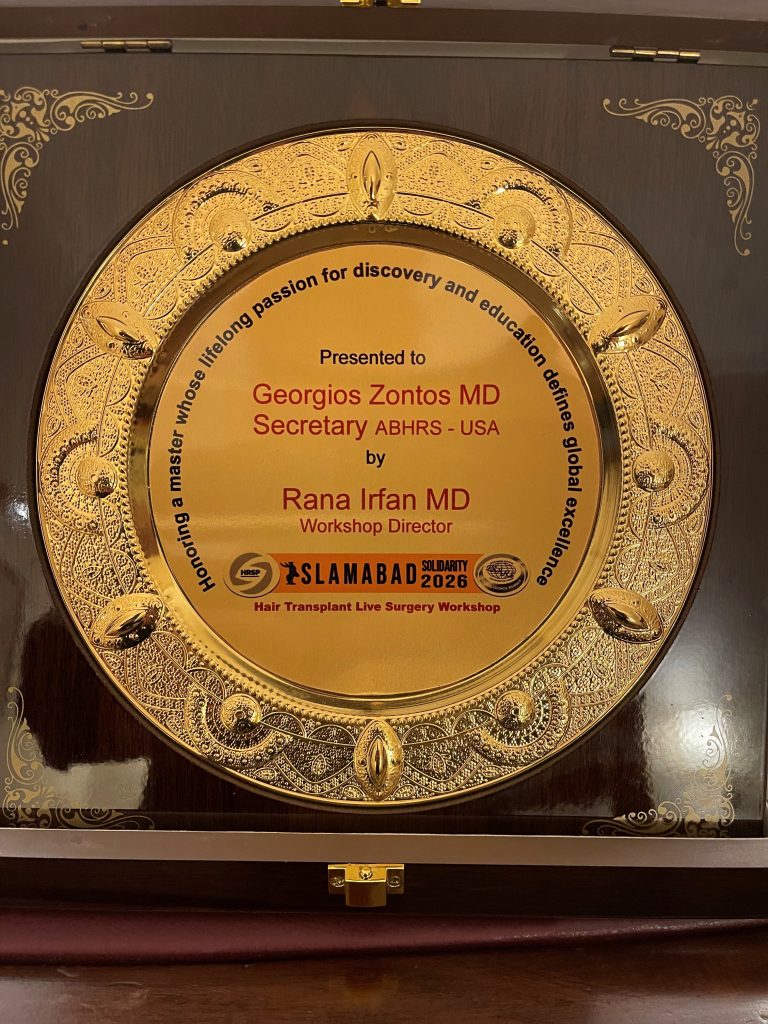 Honoring a master whose lifelong passion for discovery and education defines global excellence
Presented to
Georgios Zontos MD
Secretary ABHRS - USA
by
Rana Irfan MD
Workshop Director
HRSP
ISLAMABAD SOLIDARITY 2026
Hair Transplant Live Surgery Workshop